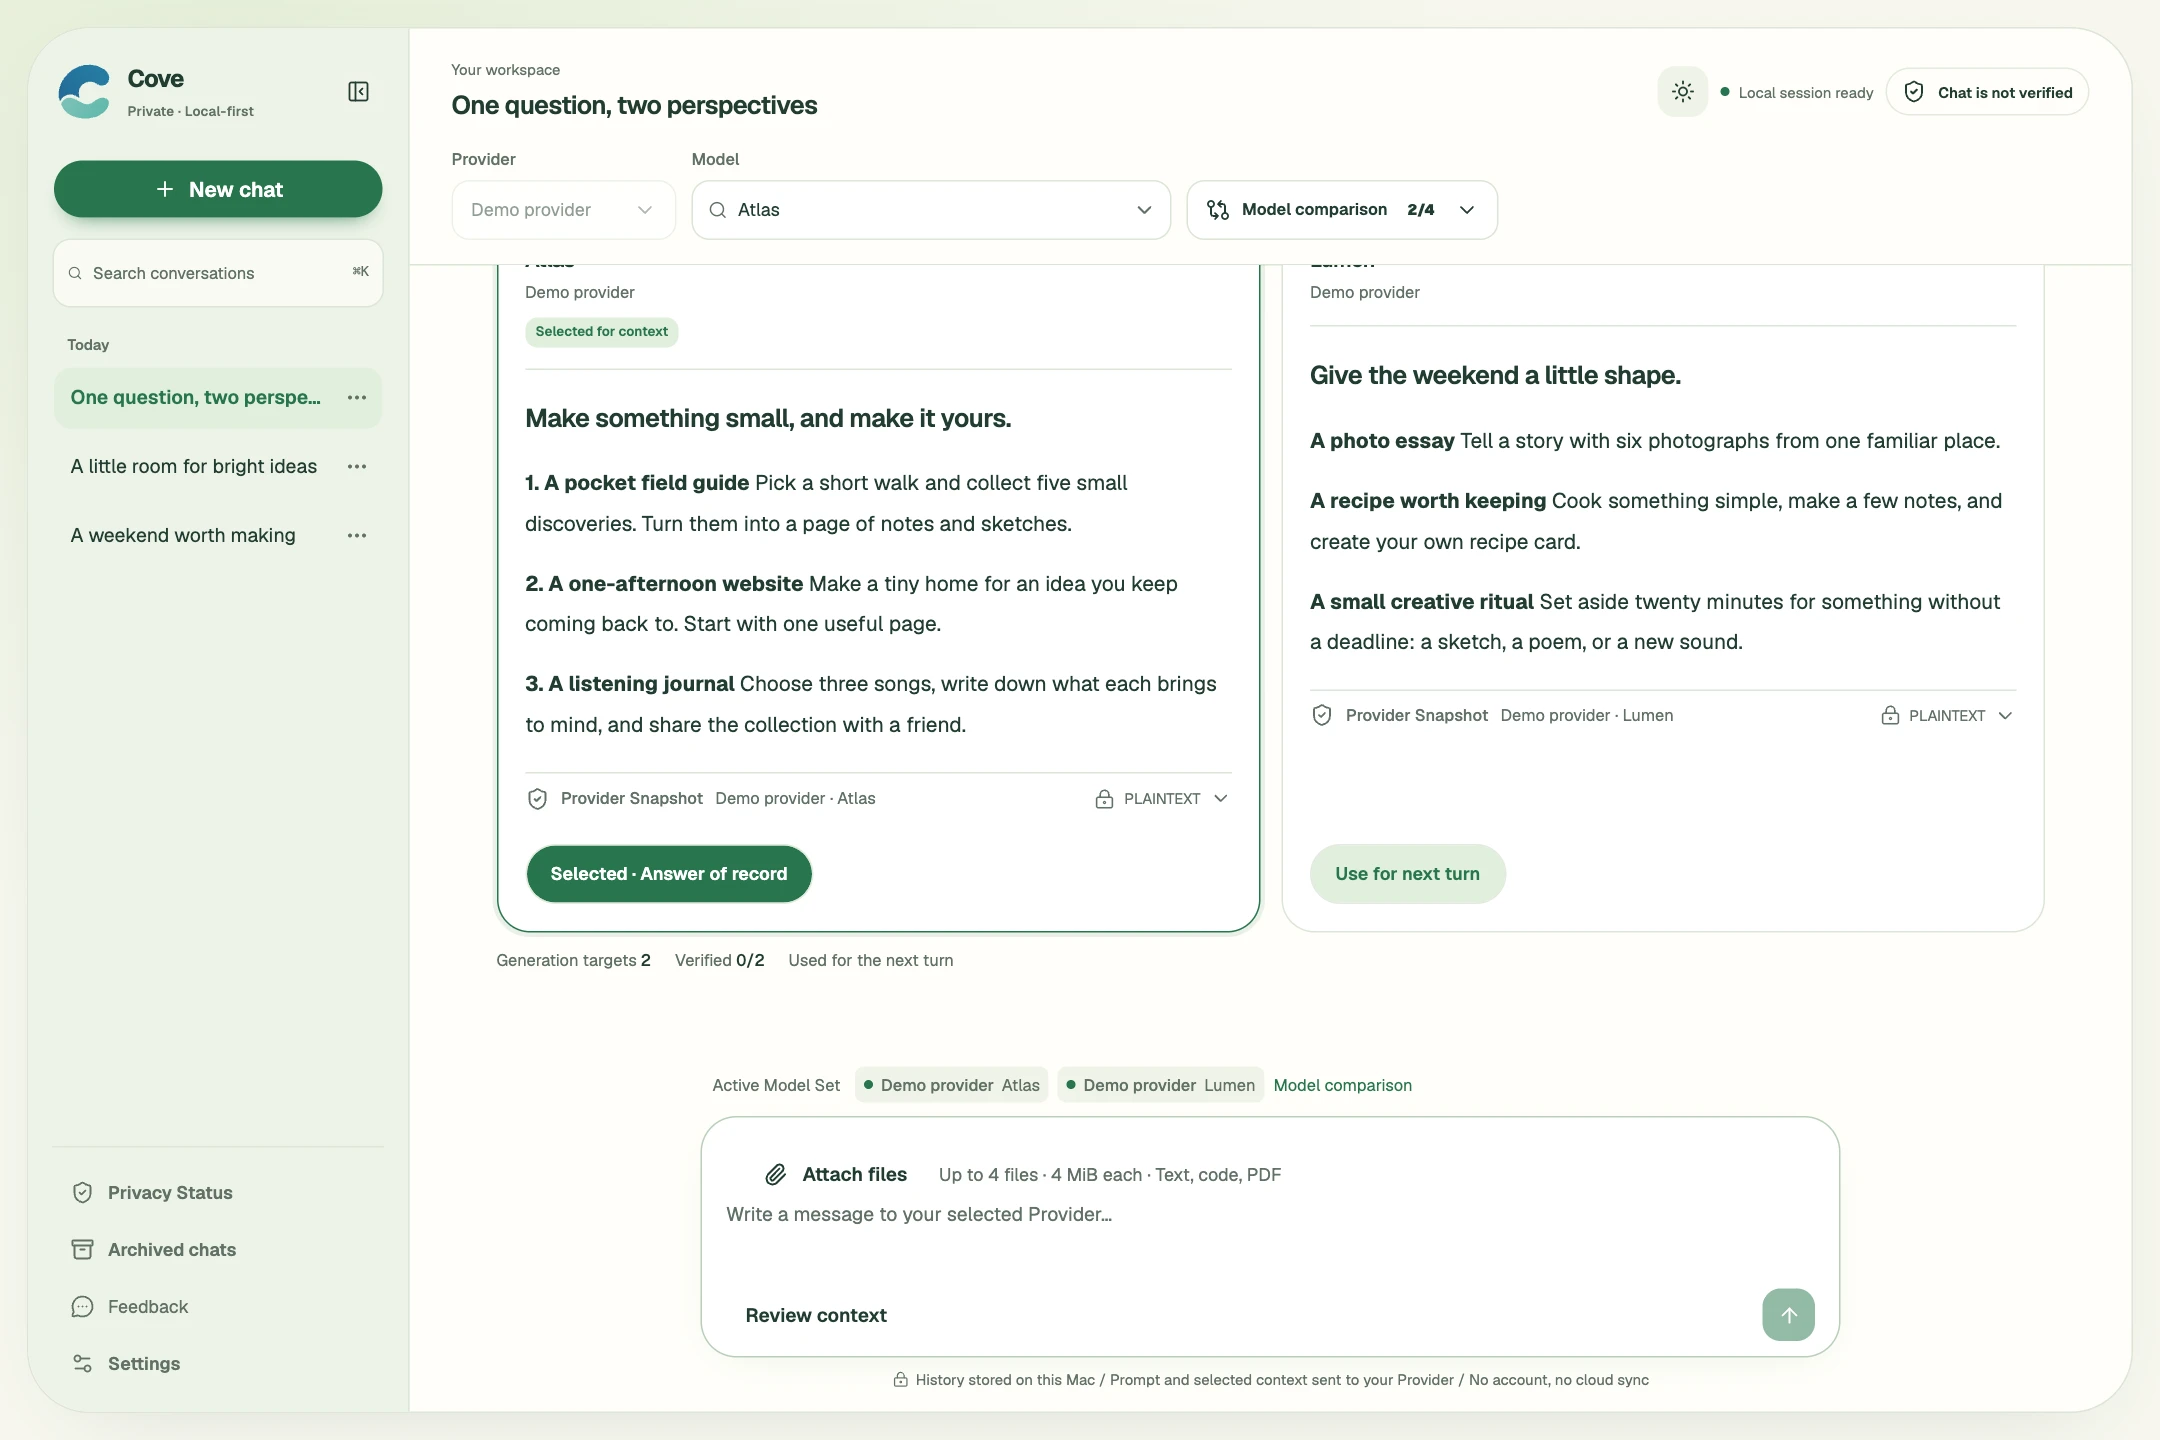 Cove
Private · Local-first
New chat
Search conversations
⌘K
Today
One question, two perspe...
A little room for bright ideas
A weekend worth making
Privacy Status
Archived chats
Feedback
Settings
Your workspace
One question, two perspectives
Local session ready
Chat is not verified
Provider
Model
Demo provider
Atlas
Model comparison 2/4
Atlas
Demo provider
Selected for context
Make something small, and make it yours.
1. A pocket field guide Pick a short walk and collect five small
discoveries. Turn them into a page of notes and sketches.
2. A one-afternoon website Make a tiny home for an idea you keep
coming back to. Start with one useful page.
3. A listening journal Choose three songs, write down what each brings
to mind, and share the collection with a friend.
Provider Snapshot Demo provider · Atlas
PLAINTEXT
Selected · Answer of record
Lumen
Demo provider
Give the weekend a little shape.
A photo essay Tell a story with six photographs from one familiar place.
A recipe worth keeping Cook something simple, make a few notes, and
create your own recipe card.
A small creative ritual Set aside twenty minutes for something without
a deadline: a sketch, a poem, or a new sound.
Provider Snapshot Demo provider · Lumen
PLAINTEXT
Use for next turn
Generation targets 2 Verified 0/2 Used for the next turn
Active Model Set Demo provider Atlas Demo provider Lumen Model comparison
Attach files Up to 4 files · 4 MiB each · Text, code, PDF
Write a message to your selected Provider...
Review context
History stored on this Mac / Prompt and selected context sent to your Provider / No account, no cloud sync